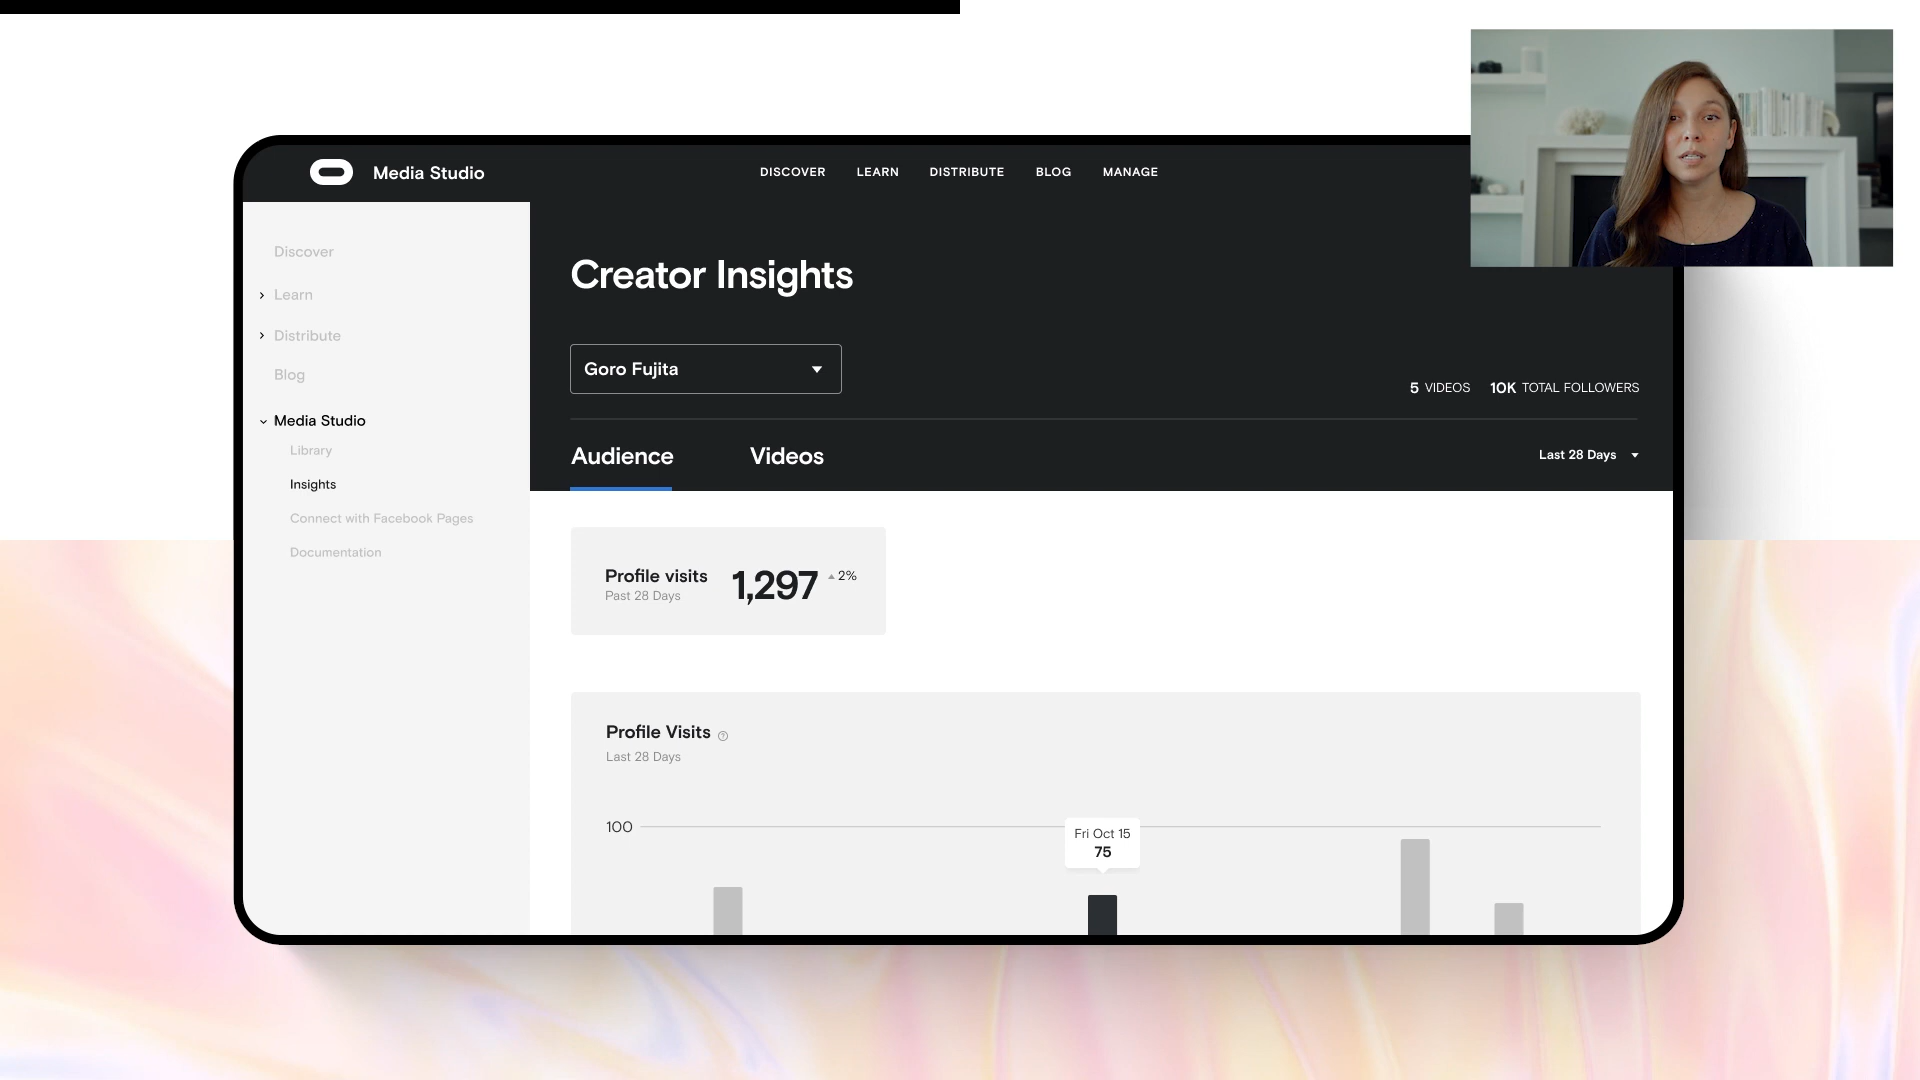 Media Studio
DISCOVER LEARN DISTRIBUTE BLOG MANAGE
Discover
Learn
Distribute
Blog
Media Studio
Library
Insights
Connect with Facebook Pages
Documentation
Creator Insights
Goro Fujita
5 VIDEOS 10K TOTAL FOLLOWERS
Audience Videos
Last 28 Days
Profile visits
Past 28 Days
1,297
2%
Profile Visits
Last 28 Days
100
Fri Oct 15
75